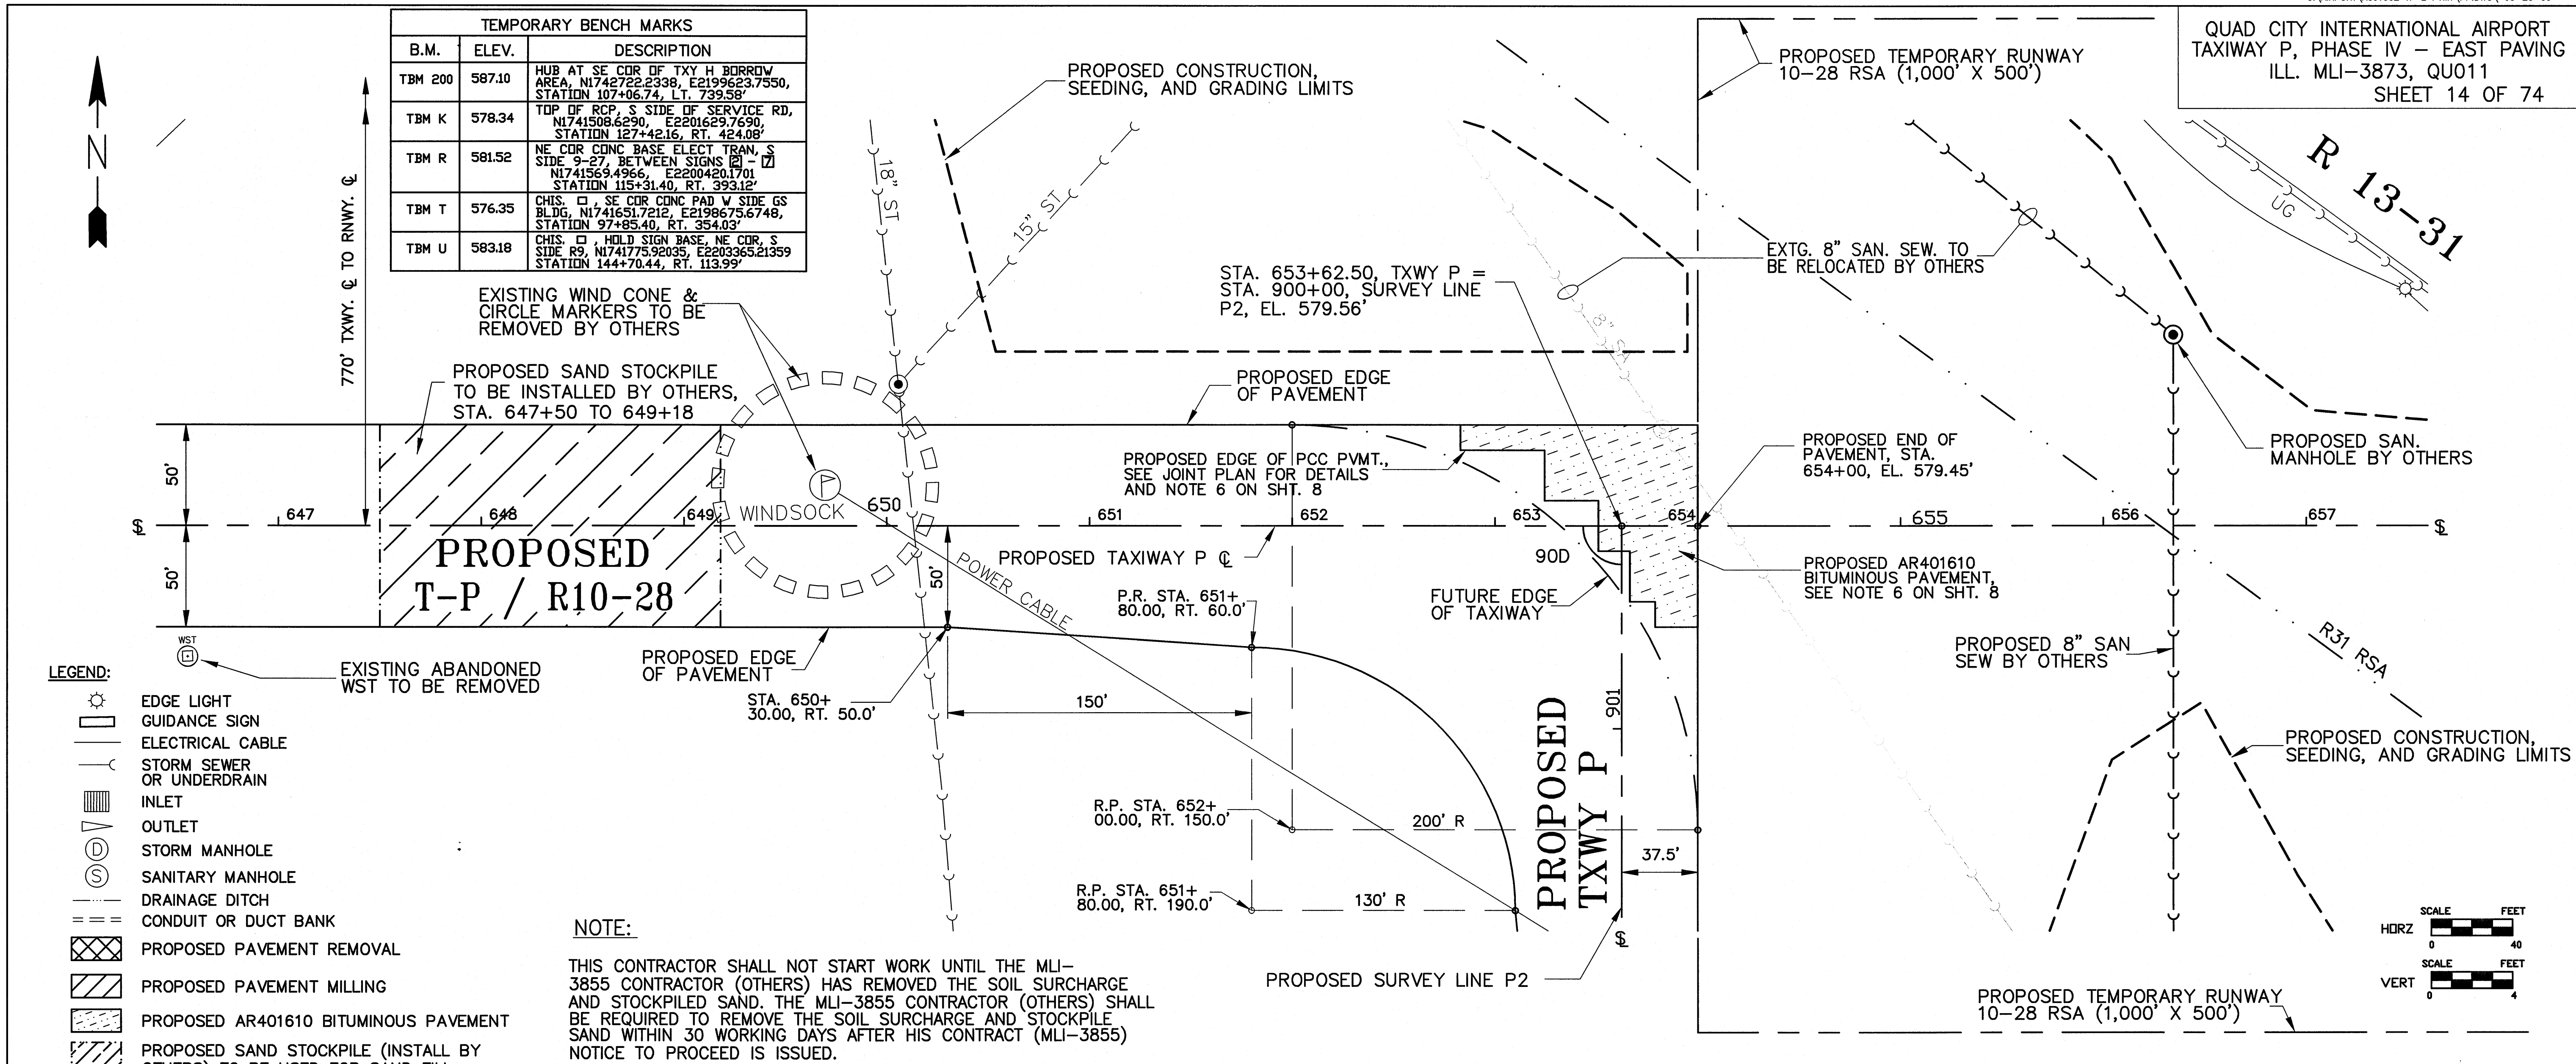 QUAD CITY INTERNATIONAL AIRPORT
TAXIWAY P, PHASE IV – EAST PAVING
ILL. MLI–3873, QU011
SHEET 14 OF 74
TEMPORARY BENCH MARKS
B.M. ELEV. DESCRIPTION
TBM 200 587.10 HUB AT SE COR OF TXY H BORROW
AREA, N1742722.2338, E2199623.7550,
STATION 107+06.74, LT. 739.58'
TBM K 578.34 TOP OF RCP, S SIDE OF SERVICE RD,
N1741508.6290, E2201629.7690,
STATION 127+42.16, RT. 424.08'
TBM R 581.52 NE COR CONC BASE ELECT TRAN, S
SIDE 9-27, BETWEEN SIGNS 2 - 7
N1741569.4966, E2200420.1701
STATION 115+31.40, RT. 393.12'
TBM T 576.35 CHIS. □ , SE COR CONC PAD W SIDE GS
BLDG, N1741651.7212, E2198675.6748,
STATION 97+85.40, RT. 354.03'
TBM U 583.18 CHIS. □ , HOLD SIGN BASE, NE COR, S
SIDE R9, N1741775.92035, E2203365.21359
STATION 144+70.44, RT. 113.99'
N
770' TXWY. ℄ TO RNWY. ℄
18" ST
15" ST
PROPOSED CONSTRUCTION,
SEEDING, AND GRADING LIMITS
PROPOSED TEMPORARY RUNWAY
10–28 RSA (1,000' X 500')
R 13-31
UG
EXTG. 8" SAN. SEW. TO
BE RELOCATED BY OTHERS
STA. 653+62.50, TXWY P =
STA. 900+00, SURVEY LINE
P2, EL. 579.56'
8" SA
EXISTING WIND CONE &
CIRCLE MARKERS TO BE
REMOVED BY OTHERS
PROPOSED SAND STOCKPILE
TO BE INSTALLED BY OTHERS,
STA. 647+50 TO 649+18
PROPOSED EDGE
OF PAVEMENT
PROPOSED EDGE OF PCC PVMT.,
SEE JOINT PLAN FOR DETAILS
AND NOTE 6 ON SHT. 8
PROPOSED END OF
PAVEMENT, STA.
654+00, EL. 579.45'
PROPOSED SAN.
MANHOLE BY OTHERS
50'
50'
℄ 647 648 649 650 651 652 653 654 655 656 657 ℄
WINDSOCK
PROPOSED
T-P / R10-28
POWER CABLE
50'
PROPOSED TAXIWAY P ℄
90D
PROPOSED AR401610
BITUMINOUS PAVEMENT,
SEE NOTE 6 ON SHT. 8
P.R. STA. 651+
80.00, RT. 60.0'
FUTURE EDGE
OF TAXIWAY
WST
EXISTING ABANDONED
WST TO BE REMOVED
PROPOSED EDGE
OF PAVEMENT
STA. 650+
30.00, RT. 50.0'
150'
PROPOSED 8" SAN
SEW BY OTHERS
R31 RSA
PROPOSED
TXWY P
901
PROPOSED CONSTRUCTION,
SEEDING, AND GRADING LIMITS
R.P. STA. 652+
00.00, RT. 150.0'
200' R
37.5'
R.P. STA. 651+
80.00, RT. 190.0'
130' R
℄
PROPOSED SURVEY LINE P2
PROPOSED TEMPORARY RUNWAY
10–28 RSA (1,000' X 500')
SCALE FEET
HORZ
0 40
SCALE FEET
VERT
0 4
LEGEND:
EDGE LIGHT
GUIDANCE SIGN
ELECTRICAL CABLE
STORM SEWER
OR UNDERDRAIN
INLET
OUTLET
D STORM MANHOLE
S SANITARY MANHOLE
DRAINAGE DITCH
CONDUIT OR DUCT BANK
PROPOSED PAVEMENT REMOVAL
PROPOSED PAVEMENT MILLING
PROPOSED AR401610 BITUMINOUS PAVEMENT
PROPOSED SAND STOCKPILE (INSTALL BY
NOTE:
THIS CONTRACTOR SHALL NOT START WORK UNTIL THE MLI–
3855 CONTRACTOR (OTHERS) HAS REMOVED THE SOIL SURCHARGE
AND STOCKPILED SAND. THE MLI–3855 CONTRACTOR (OTHERS) SHALL
BE REQUIRED TO REMOVE THE SOIL SURCHARGE AND STOCKPILE
SAND WITHIN 30 WORKING DAYS AFTER HIS CONTRACT (MLI–3855)
NOTICE TO PROCEED IS ISSUED.